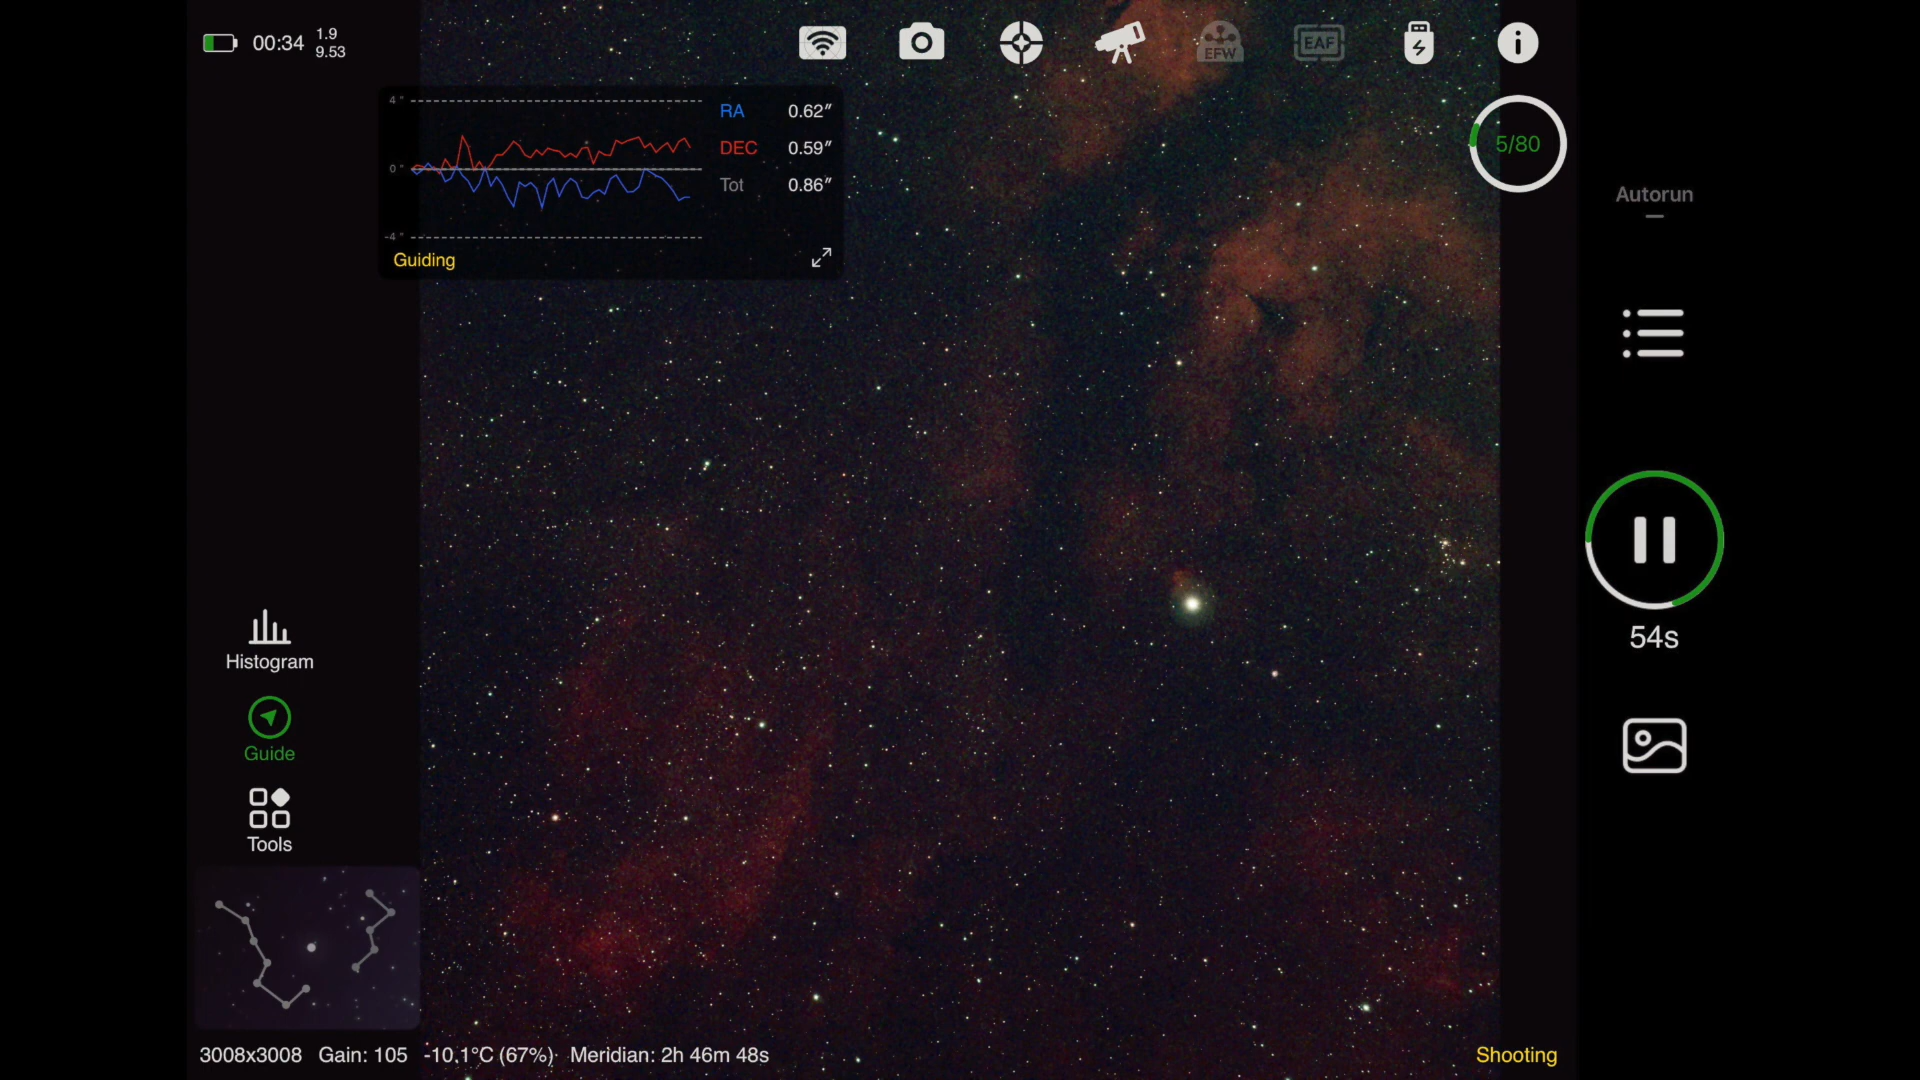 00:34
1.9
9.53
EFW
EAF
4"
0"
-4"
RA 0.62″
DEC 0.59″
Tot 0.86″
Guiding
5/80
Autorun
54s
Histogram
Guide
Tools
3008x3008 Gain: 105 -10.1°C (67%) Meridian: 2h 46m 48s
Shooting